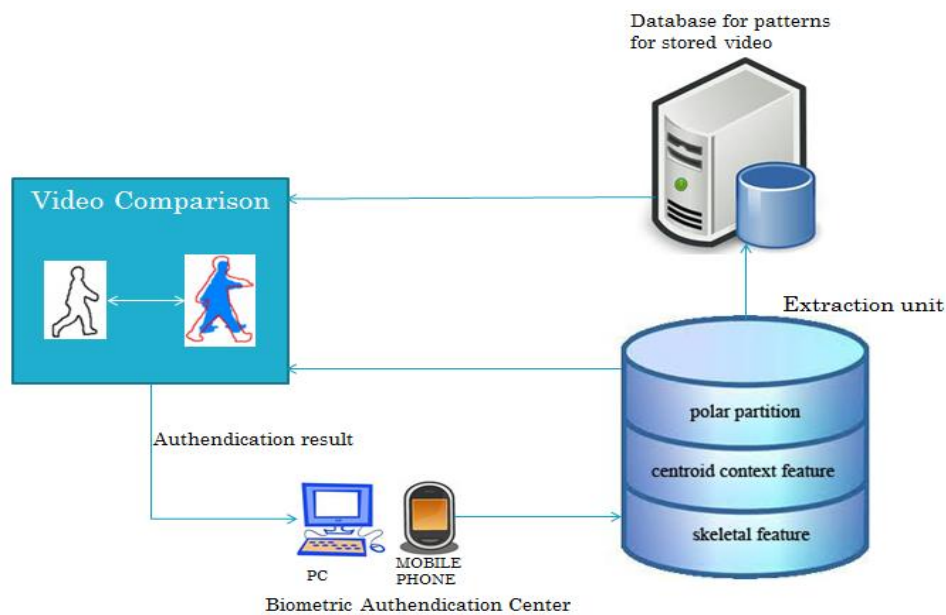 Database for patterns
for stored video
Video Comparison
Extraction unit
polar partition
centroid context feature
skeletal feature
Authendication result
PC
MOBILE
PHONE
Biometric Authendication Center